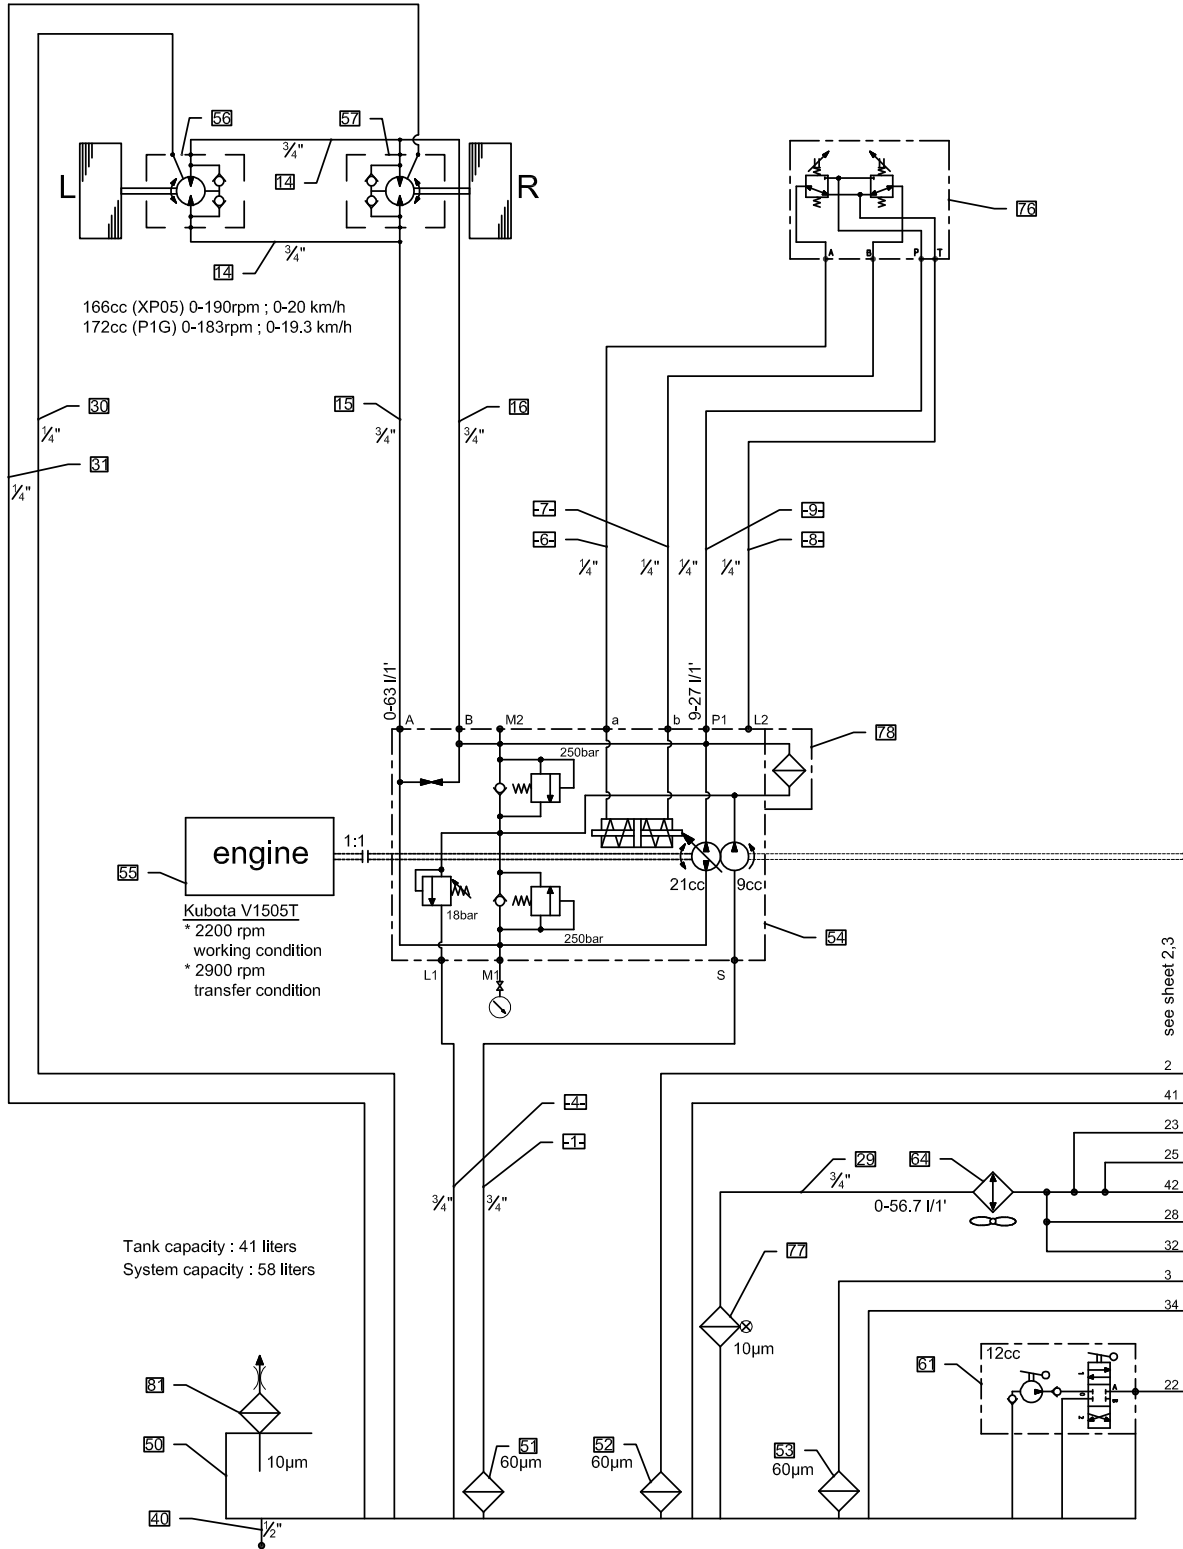 56
57
3/4"
L
R
14
76
14
3/4"
A
B
P
T
166cc (XP05) 0-190rpm ; 0-20 km/h
172cc (P1G) 0-183rpm ; 0-19.3 km/h
30
15
16
1/4"
3/4"
3/4"
31
1/4"
-7-
-9-
-6-
-8-
1/4"
1/4"
1/4"
1/4"
0-63 l/1'
9-27 l/1'
A
B
M2
a
b
P1
L2
78
250bar
engine
1:1
55
21cc
9cc
Kubota V1505T
18bar
* 2200 rpm
working condition
250bar
54
* 2900 rpm
transfer condition
L1
M1
S
see sheet 2,3
2
41
-4-
23
-1-
29
64
25
3/4"
3/4"
3/4"
42
0-56.7 l/1'
28
Tank capacity : 41 liters
77
32
System capacity : 58 liters
3
34
10µm
12cc
61
81
1
A
22
0
B
2
50
51
52
53
10µm
60µm
60µm
60µm
40
1/2"